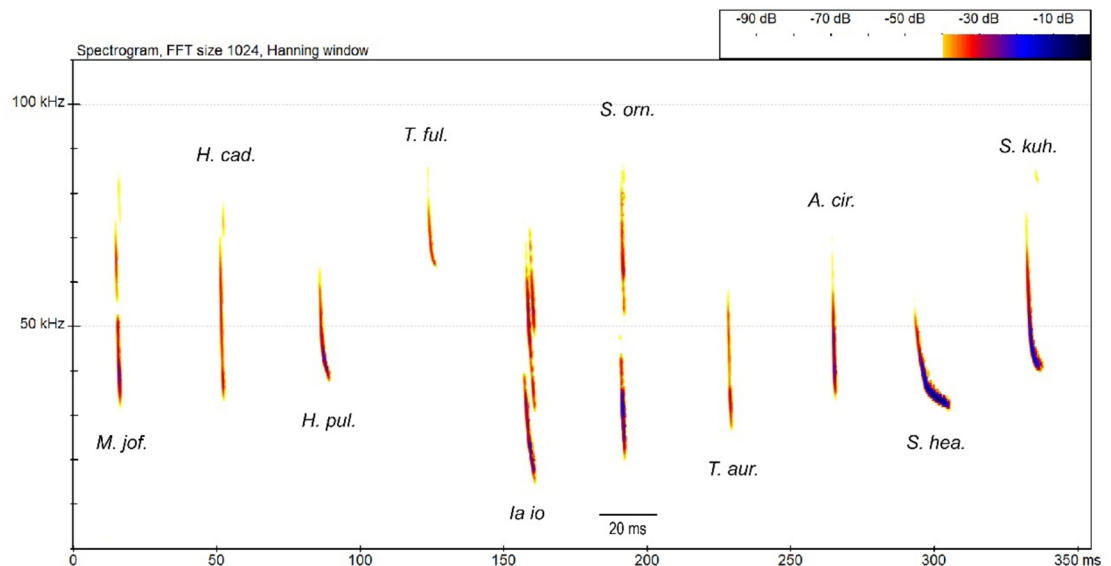 -90 dB -70 dB -50 dB -30 dB -10 dB
Spectrogram, FFT size 1024, Hanning window
100 kHz
S. orn.
T. ful.
S. kuh.
H. cad.
A. cir.
50 kHz
H. pul.
M. jof.
S. hea.
T. aur.
Ia io
20 ms
0 50 100 150 200 250 300 350 ms